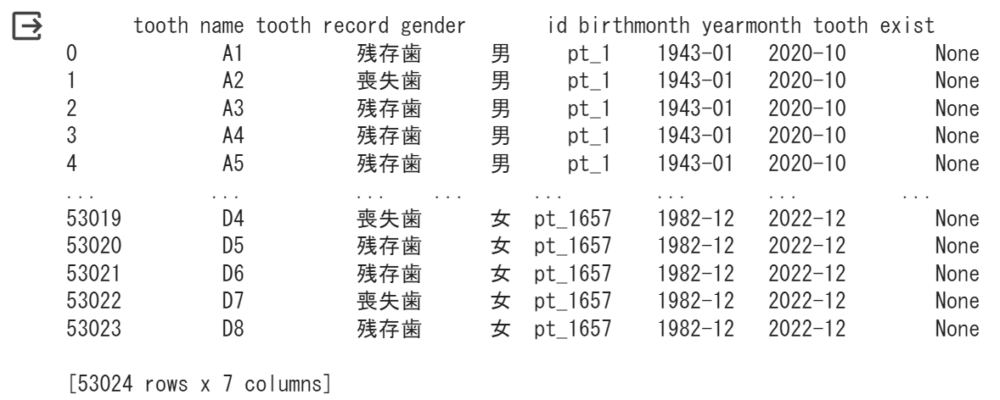 tooth name tooth record gender id birthmonth yearmonth tooth exist
0 A1 残存歯 男 pt_1 1943-01 2020-10 None
1 A2 喪失歯 男 pt_1 1943-01 2020-10 None
2 A3 残存歯 男 pt_1 1943-01 2020-10 None
3 A4 残存歯 男 pt_1 1943-01 2020-10 None
4 A5 残存歯 男 pt_1 1943-01 2020-10 None
... ... ... ... ... ... ... ...
53019 D4 喪失歯 女 pt_1657 1982-12 2022-12 None
53020 D5 残存歯 女 pt_1657 1982-12 2022-12 None
53021 D6 残存歯 女 pt_1657 1982-12 2022-12 None
53022 D7 喪失歯 女 pt_1657 1982-12 2022-12 None
53023 D8 残存歯 女 pt_1657 1982-12 2022-12 None
[53024 rows x 7 columns]